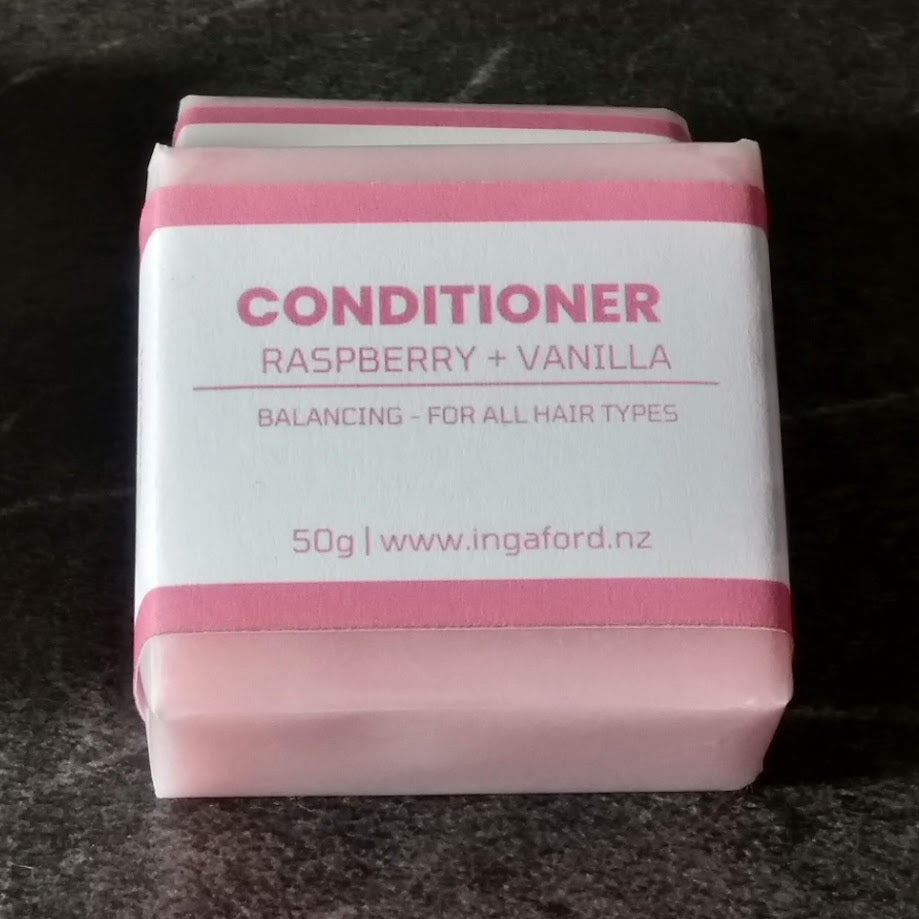 CONDITIONER
RASPBERRY + VANILLA
BALANCING - FOR ALL HAIR TYPES
50g | www.ingaford.nz